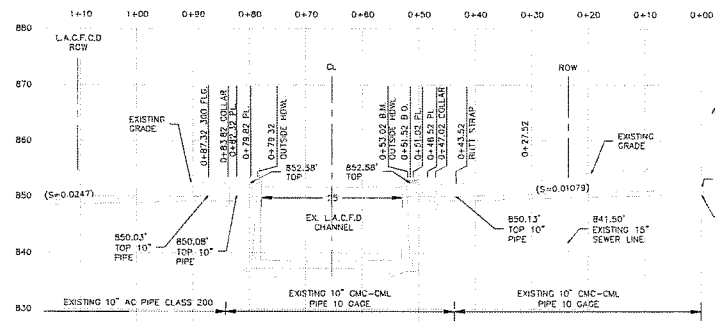 1+10 1+00 0+90 0+80 0+70 0+60 0+50 0+40 0+30 0+20 0+10 0+00
880
870
860
850
840
830
L.A.C.F.C.D
ROW
CL
ROW
EXISTING
GRADE
0+87.32 300 FLG.
0+83.82 COLLAR
0+82.32 PL.
0+79.82 PL.
0+79.32
OUTSIDE HDWL
852.58'
TOP
852.58'
TOP
0+53.02 B.M.
OUTSIDE HDWL
0+51.52 B.D.
0+51.02 PL.
0+48.52 PL.
0+47.02 COLLAR
0+43.52
BUTT STRAP
0+27.52
EXISTING
GRADE
(S=0.0247)
(S=0.01079)
25
EX. L.A.C.F.D
CHANNEL
850.03'
TOP 10"
PIPE
850.08'
TOP 10"
PIPE
850.13'
TOP 10"
PIPE
841.50'
EXISTING 15"
SEWER LINE
EXISTING 10" AC PIPE CLASS 200
EXISTING 10" CMC-CML
PIPE 10 GAGE
EXISTING 10" CMC-CML
PIPE 10 GAGE